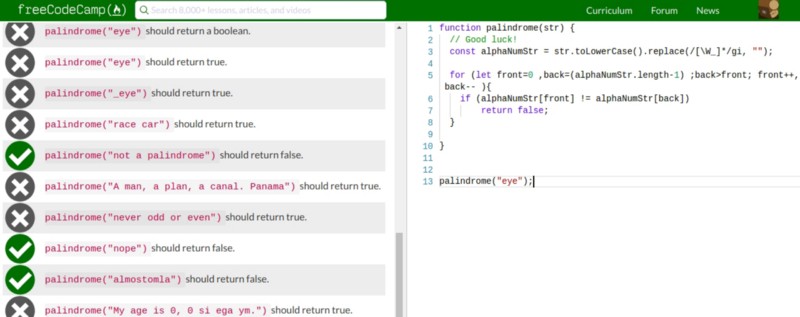 freeCodeCamp
Search 8,000+ lessons, articles, and videos
Curriculum Forum News
palindrome("eye") should return a boolean.
palindrome("eye") should return true.
palindrome("_eye") should return true.
palindrome("race car") should return true.
palindrome("not a palindrome") should return false.
palindrome("A man, a plan, a canal. Panama") should return true.
palindrome("never odd or even") should return true.
palindrome("nope") should return false.
palindrome("almostomla") should return false.
palindrome("My age is 0, 0 si ega ym.") should return true.
1 function palindrome(str) {
2 // Good luck!
3 const alphaNumStr = str.toLowerCase().replace(/[\W_]*/gi, "");
4
5 for (let front=0 ,back=(alphaNumStr.length-1) ;back>front; front++,
back-- ){
6 if (alphaNumStr[front] != alphaNumStr[back])
7 return false;
8 }
9
10 }
11
12
13 palindrome("eye");